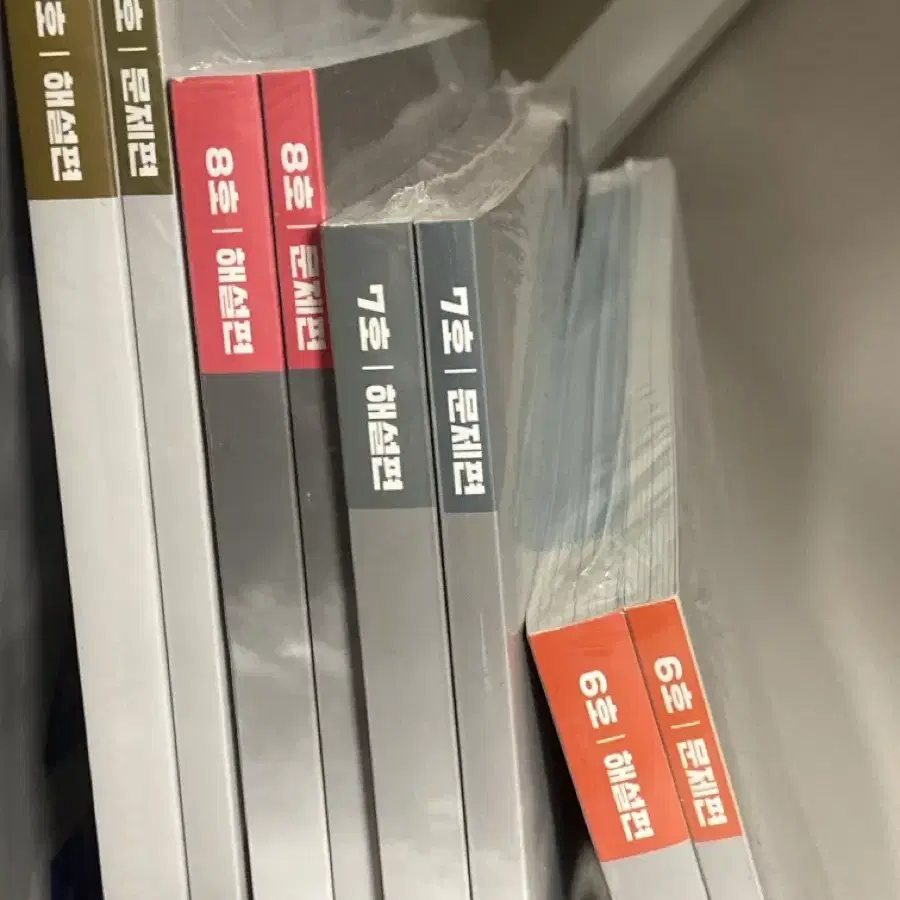 호 | 해설편
호 | 문제편
8호 | 해설편
8호 | 문제편
7호 | 해설편
7호 | 문제편
6호 | 해설편
6호 | 문제편